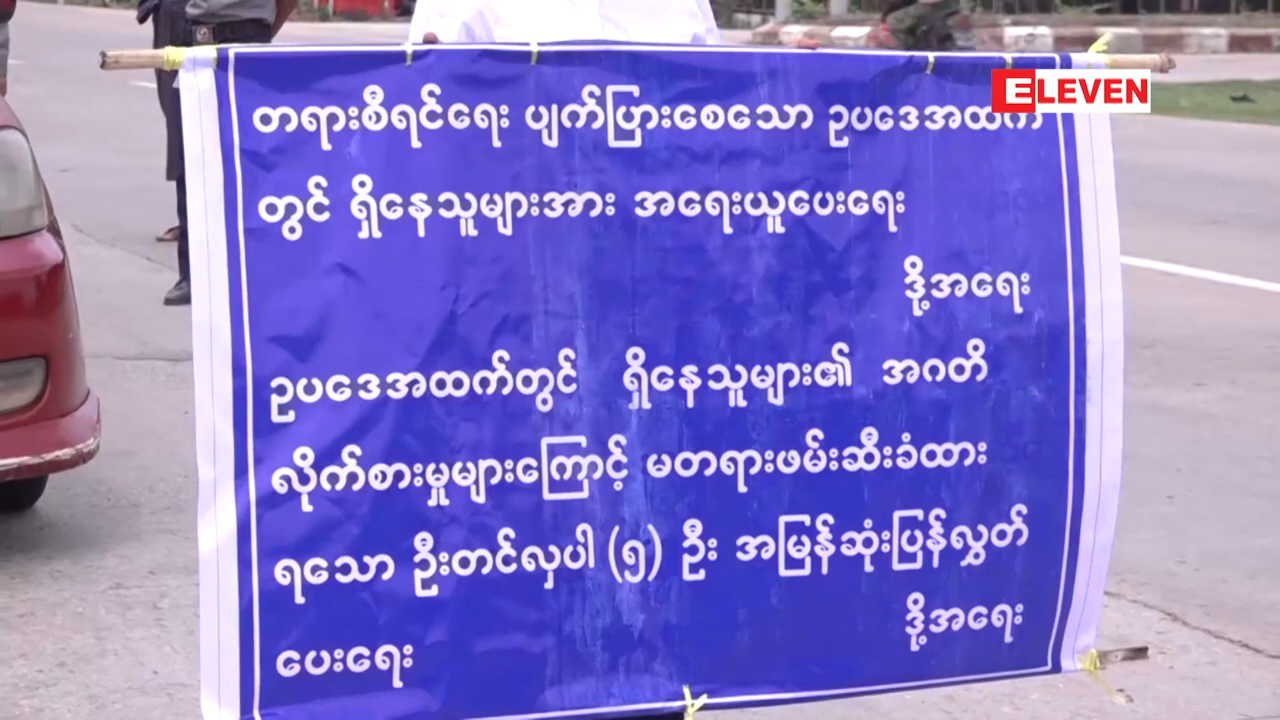 ELEVEN
တရားစီရင်ရေး ပျက်ပြားစေသော ဥပဒေအထက်
တွင် ရှိနေသူများအား အရေးယူပေးရေး
ဒို့အရေး
ဥပဒေအထက်တွင် ရှိနေသူများ၏ အဂတိ
လိုက်စားမှုများကြောင့် မတရားဖမ်းဆီးခံထား
ရသော ဦးတင်လှပါ (၅) ဦး အမြန်ဆုံးပြန်လွှတ်
ပေးရေး ဒို့အရေး